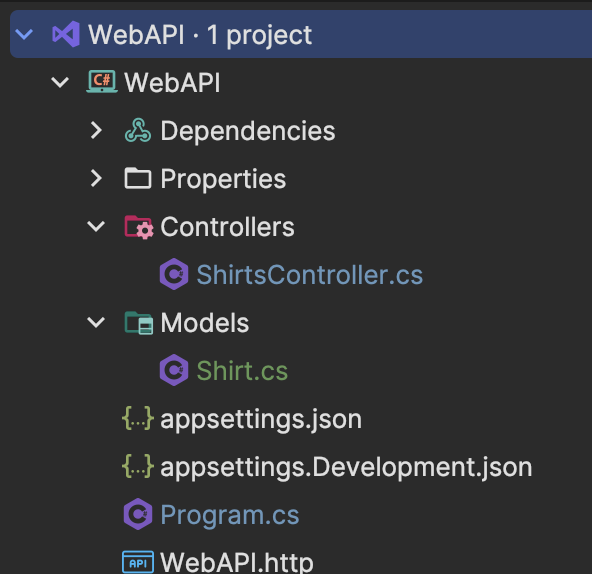 WebAPI · 1 project
C# WebAPI
Dependencies
Properties
Controllers
C ShirtsController.cs
Models
C Shirt.cs
{...} appsettings.json
{...} appsettings.Development.json
C Program.cs
API WebAPI.http